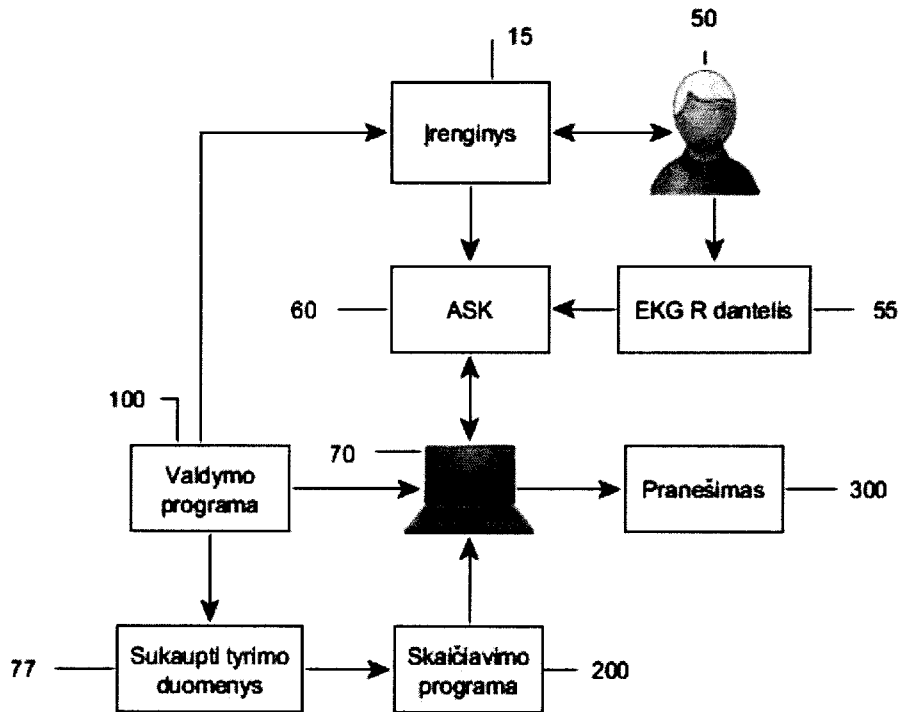 15
50
Įrenginys
60
ASK
EKG R dantelis
55
100
70
Valdymo
programa
Pranešimas
300
77
Sukaupti tyrimo
duomenys
Skaičiavimo
programa
200